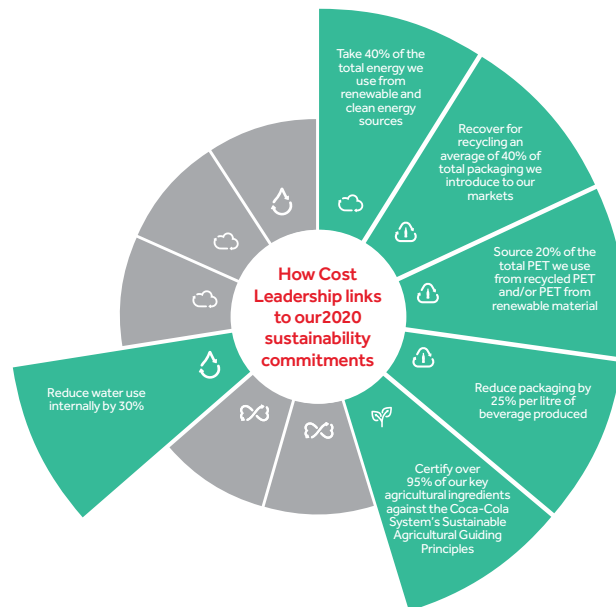 Take 40% of the
total energy we
use from
renewable and
clean energy
sources
Recover for
recycling an
average of 40% of
total packaging we
introduce to our
markets
Source 20% of the
total PET we use
from recycled PET
and/or PET from
renewable material
Reduce packaging by
25% per litre of
beverage produced
Certify over
95% of our key
agricultural ingredients
against the Coca-Cola
System's Sustainable
Agricultural Guiding
Principles
Reduce water use
internally by 30%
How Cost
Leadership links
to our2020
sustainability
commitments